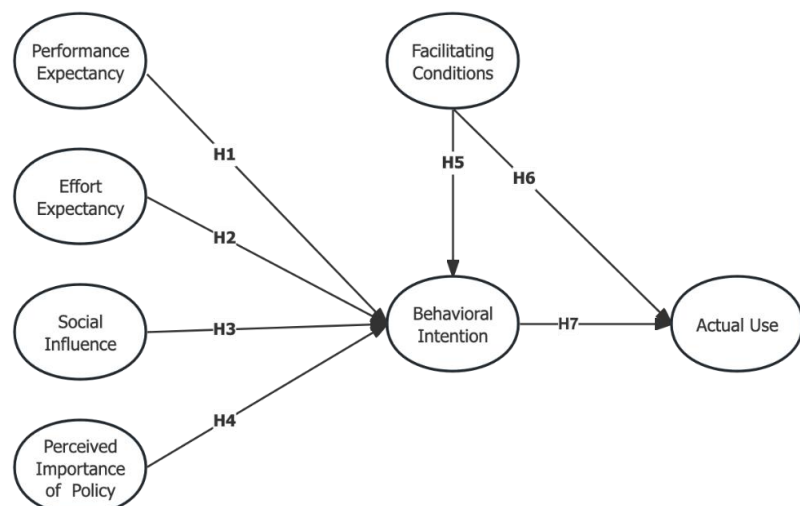 Performance
Expectancy
Facilitating
Conditions
H1
H5
H6
Effort
Expectancy
H2
Social
Influence
H3
Behavioral
Intention
H7
Actual Use
H4
Perceived
Importance
of Policy